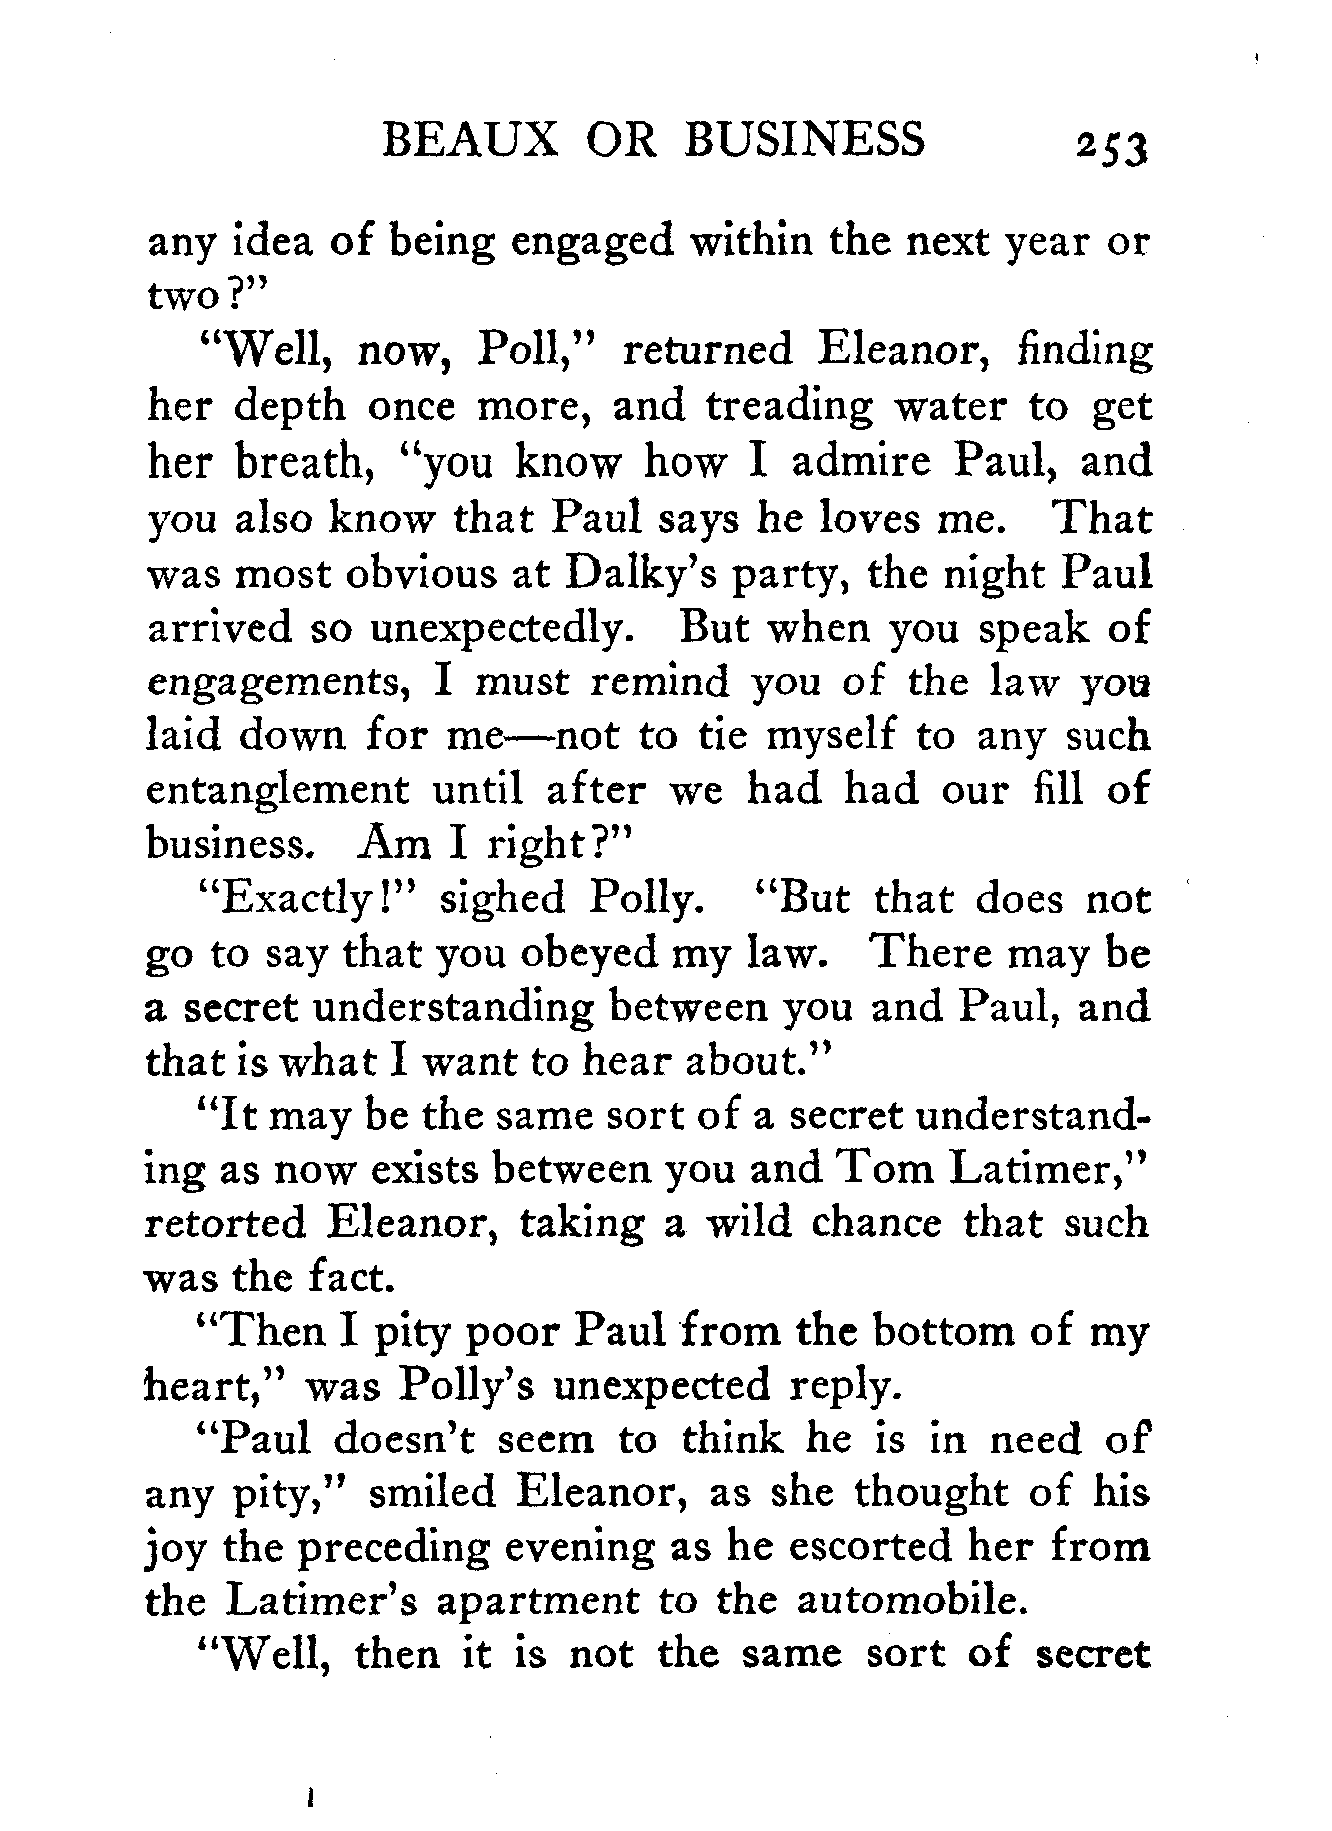 BEAUX OR BUSINESS 253
any idea of being engaged within the next year or
two?"
"Well, now, Poll," returned Eleanor, finding
her depth once more, and treading water to get
her breath, "you know how I admire Paul, and
you also know that Paul says he loves me. That
was most obvious at Dalky's party, the night Paul
arrived so unexpectedly. But when you speak of
engagements, I must remind you of the law you
laid down for me—not to tie myself to any such
entanglement until after we had had our fill of
business. Am I right?"
"Exactly!" sighed Polly. "But that does not
go to say that you obeyed my law. There may be
a secret understanding between you and Paul, and
that is what I want to hear about."
"It may be the same sort of a secret understand-
ing as now exists between you and Tom Latimer,"
retorted Eleanor, taking a wild chance that such
was the fact.
"Then I pity poor Paul from the bottom of my
heart," was Polly's unexpected reply.
"Paul doesn't seem to think he is in need of
any pity," smiled Eleanor, as she thought of his
joy the preceding evening as he escorted her from
the Latimer's apartment to the automobile.
"Well, then it is not the same sort of secret